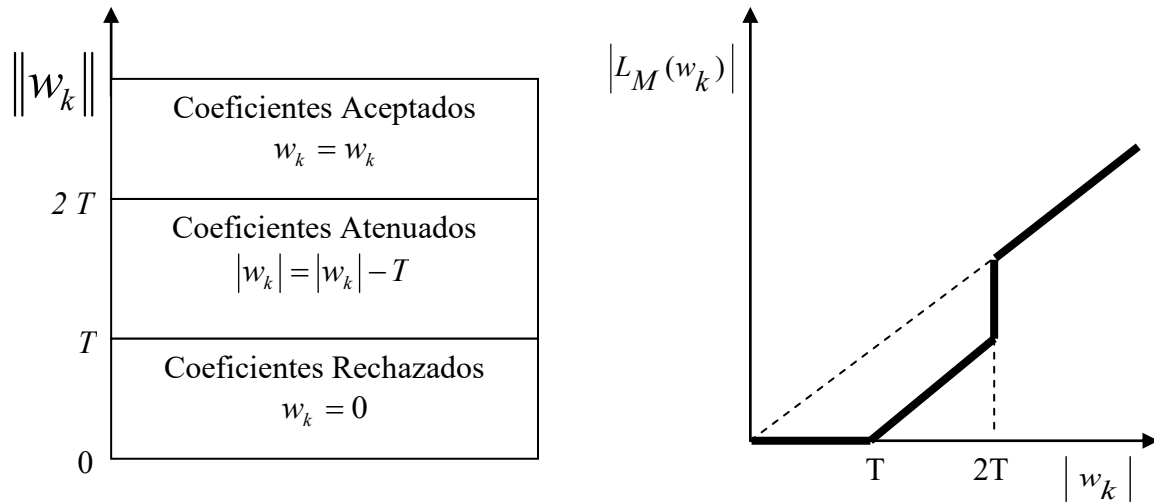 ‖w_k‖
Coeficientes Aceptados
w_k = w_k
2 T
Coeficientes Atenuados
|w_k| = |w_k| − T
T
Coeficientes Rechazados
w_k = 0
0
|L_M(w_k)|
T
2T
|w_k|